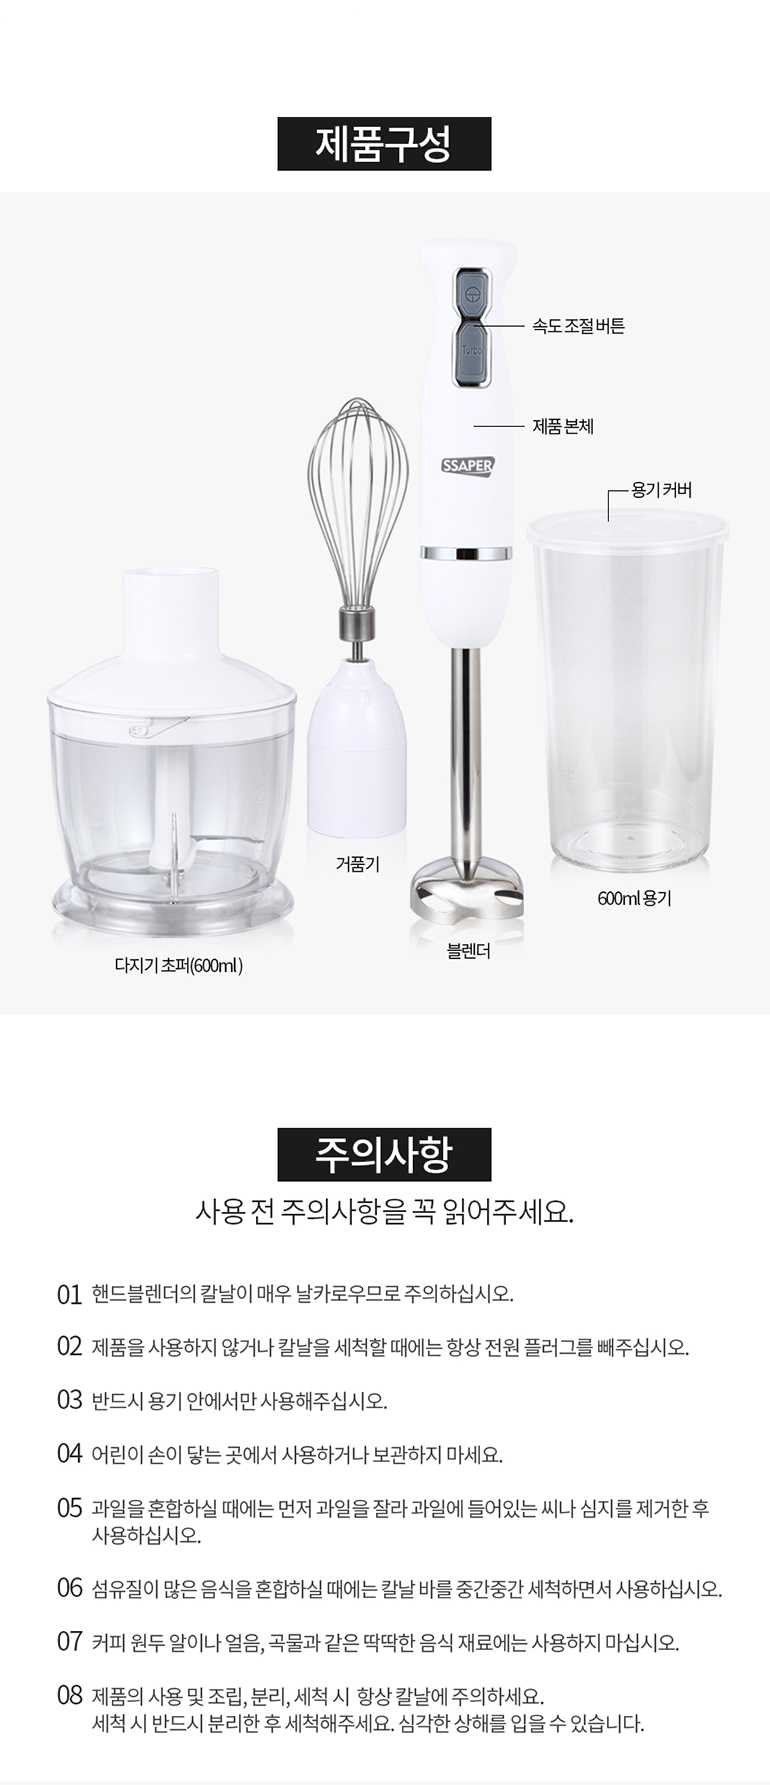 제품구성
속도 조절 버튼
Turbo
제품 본체
SSAPER
용기 커버
거품기
600ml 용기
블렌더
다지기 초퍼(600ml)
주의사항
사용 전 주의사항을 꼭 읽어주세요.
01 핸드블렌더의 칼날이 매우 날카로우므로 주의하십시오.
02 제품을 사용하지 않거나 칼날을 세척할 때에는 항상 전원 플러그를 빼주십시오.
03 반드시 용기 안에서만 사용해주십시오.
04 어린이 손이 닿는 곳에서 사용하거나 보관하지 마세요.
05 과일을 혼합하실 때에는 먼저 과일을 잘라 과일에 들어있는 씨나 심지를 제거한 후
사용하십시오.
06 섬유질이 많은 음식을 혼합하실 때에는 칼날 바를 중간중간 세척하면서 사용하십시오.
07 커피 원두 알이나 얼음, 곡물과 같은 딱딱한 음식 재료에는 사용하지 마십시오.
08 제품의 사용 및 조립, 분리, 세척 시 항상 칼날에 주의하세요.
세척 시 반드시 분리한 후 세척해주세요. 심각한 상해를 입을 수 있습니다.